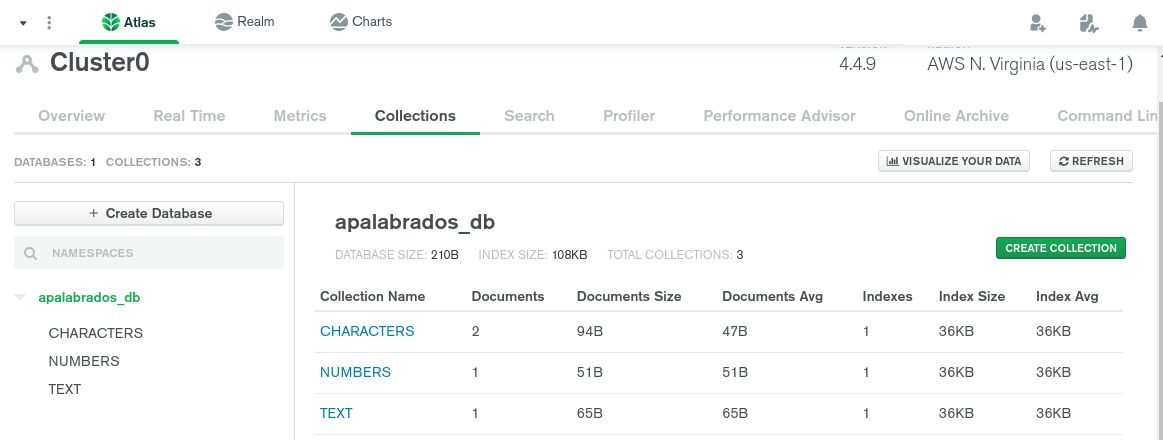 Atlas Realm Charts
Cluster0
4.4.9 AWS N. Virginia (us-east-1)
Overview Real Time Metrics Collections Search Profiler Performance Advisor Online Archive Command Lin
DATABASES: 1 COLLECTIONS: 3
VISUALIZE YOUR DATA REFRESH
+ Create Database
NAMESPACES
apalabrados_db
CHARACTERS
NUMBERS
TEXT
apalabrados_db
DATABASE SIZE: 210B INDEX SIZE: 108KB TOTAL COLLECTIONS: 3
CREATE COLLECTION
Collection Name Documents Documents Size Documents Avg Indexes Index Size Index Avg
CHARACTERS 2 94B 47B 1 36KB 36KB
NUMBERS 1 51B 51B 1 36KB 36KB
TEXT 1 65B 65B 1 36KB 36KB